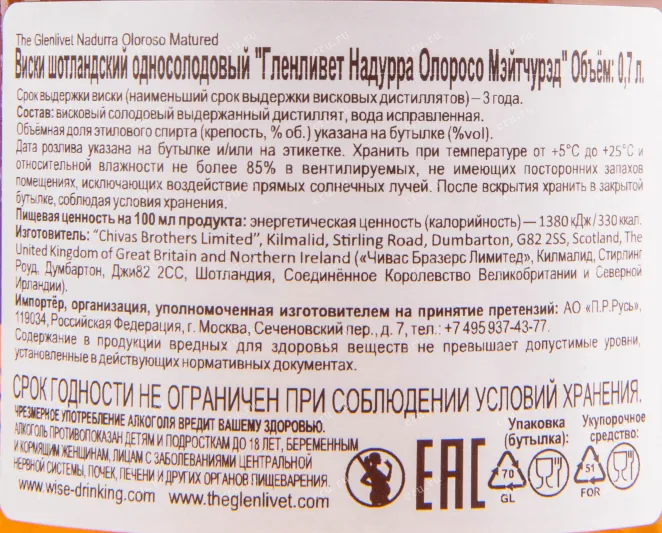 The Glenlivet Nadurra Oloroso Matured
Виски шотландский односолодовый "Гленливет Надурра Олоросо Мэйтчурэд" Объём: 0,7 л.
Срок выдержки виски (наименьший срок выдержки висковых дистиллятов) – 3 года.
Состав: висковый солодовый выдержанный дистиллят, вода исправленная.
Объёмная доля этилового спирта (крепость, % об.) указана на бутылке (%vol).
Дата розлива указана на бутылке и/или на этикетке. Хранить при температуре от +5°С до +25°С и
относительной влажности не более 85% в вентилируемых, не имеющих посторонних запахов
помещениях, исключающих воздействие прямых солнечных лучей. После вскрытия хранить в закрытой
бутылке, соблюдая условия хранения.
Пищевая ценность на 100 мл продукта: энергетическая ценность (калорийность) – 1380 кДж/330 ккал.
Изготовитель: "Chivas Brothers Limited", Kilmalid, Stirling Road, Dumbarton, G82 2SS, Scotland, The
United Kingdom of Great Britain and Northern Ireland («Чивас Бразерс Лимитед», Килмалид, Стирлинг
Роуд, Думбартон, Джи82 2СС, Шотландия, Соединённое Королевство Великобритании и Северной
Ирландии).
Импортёр, организация, уполномоченная изготовителем на принятие претензий: АО «П.Р.Русь»,
119034, Российская Федерация, г. Москва, Сеченовский пер., д. 7, тел.: +7 495 937-43-77.
Содержание в продукции вредных для здоровья веществ не превышает допустимые уровни,
установленные в действующих нормативных документах.
СРОК ГОДНОСТИ НЕ ОГРАНИЧЕН ПРИ СОБЛЮДЕНИИ УСЛОВИЙ ХРАНЕНИЯ.
ЧРЕЗМЕРНОЕ УПОТРЕБЛЕНИЕ АЛКОГОЛЯ ВРЕДИТ ВАШЕМУ ЗДОРОВЬЮ.
АЛКОГОЛЬ ПРОТИВОПОКАЗАН ДЕТЯМ И ПОДРОСТКАМ ДО 18 ЛЕТ, БЕРЕМЕННЫМ
И КОРМЯЩИМ ЖЕНЩИНАМ, ЛИЦАМ С ЗАБОЛЕВАНИЯМИ ЦЕНТРАЛЬНОЙ
НЕРВНОЙ СИСТЕМЫ, ПОЧЕК, ПЕЧЕНИ И ДРУГИХ ОРГАНОВ ПИЩЕВАРЕНИЯ.
www.wise-drinking.com www.theglenlivet.com
EAC
Упаковка
(бутылка):
70
GL
Укупорочное
средство:
51
FOR